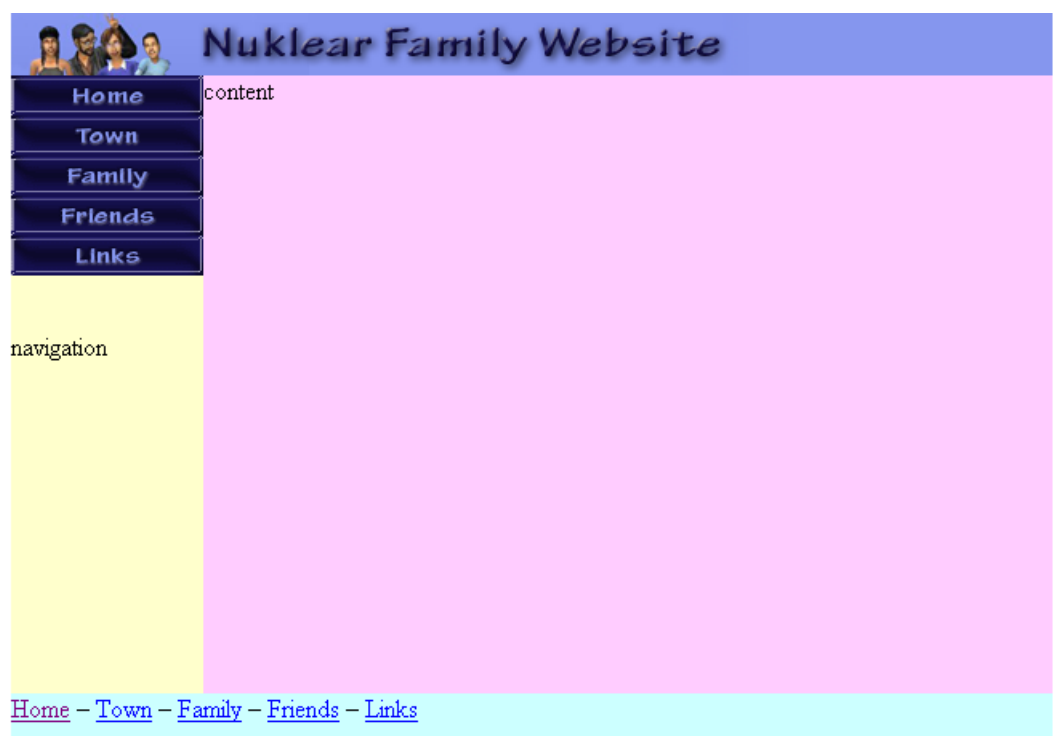 Nuklear Family Website
Home
content
Town
Family
Friends
Links
navigation
Home – Town – Family – Friends – Links